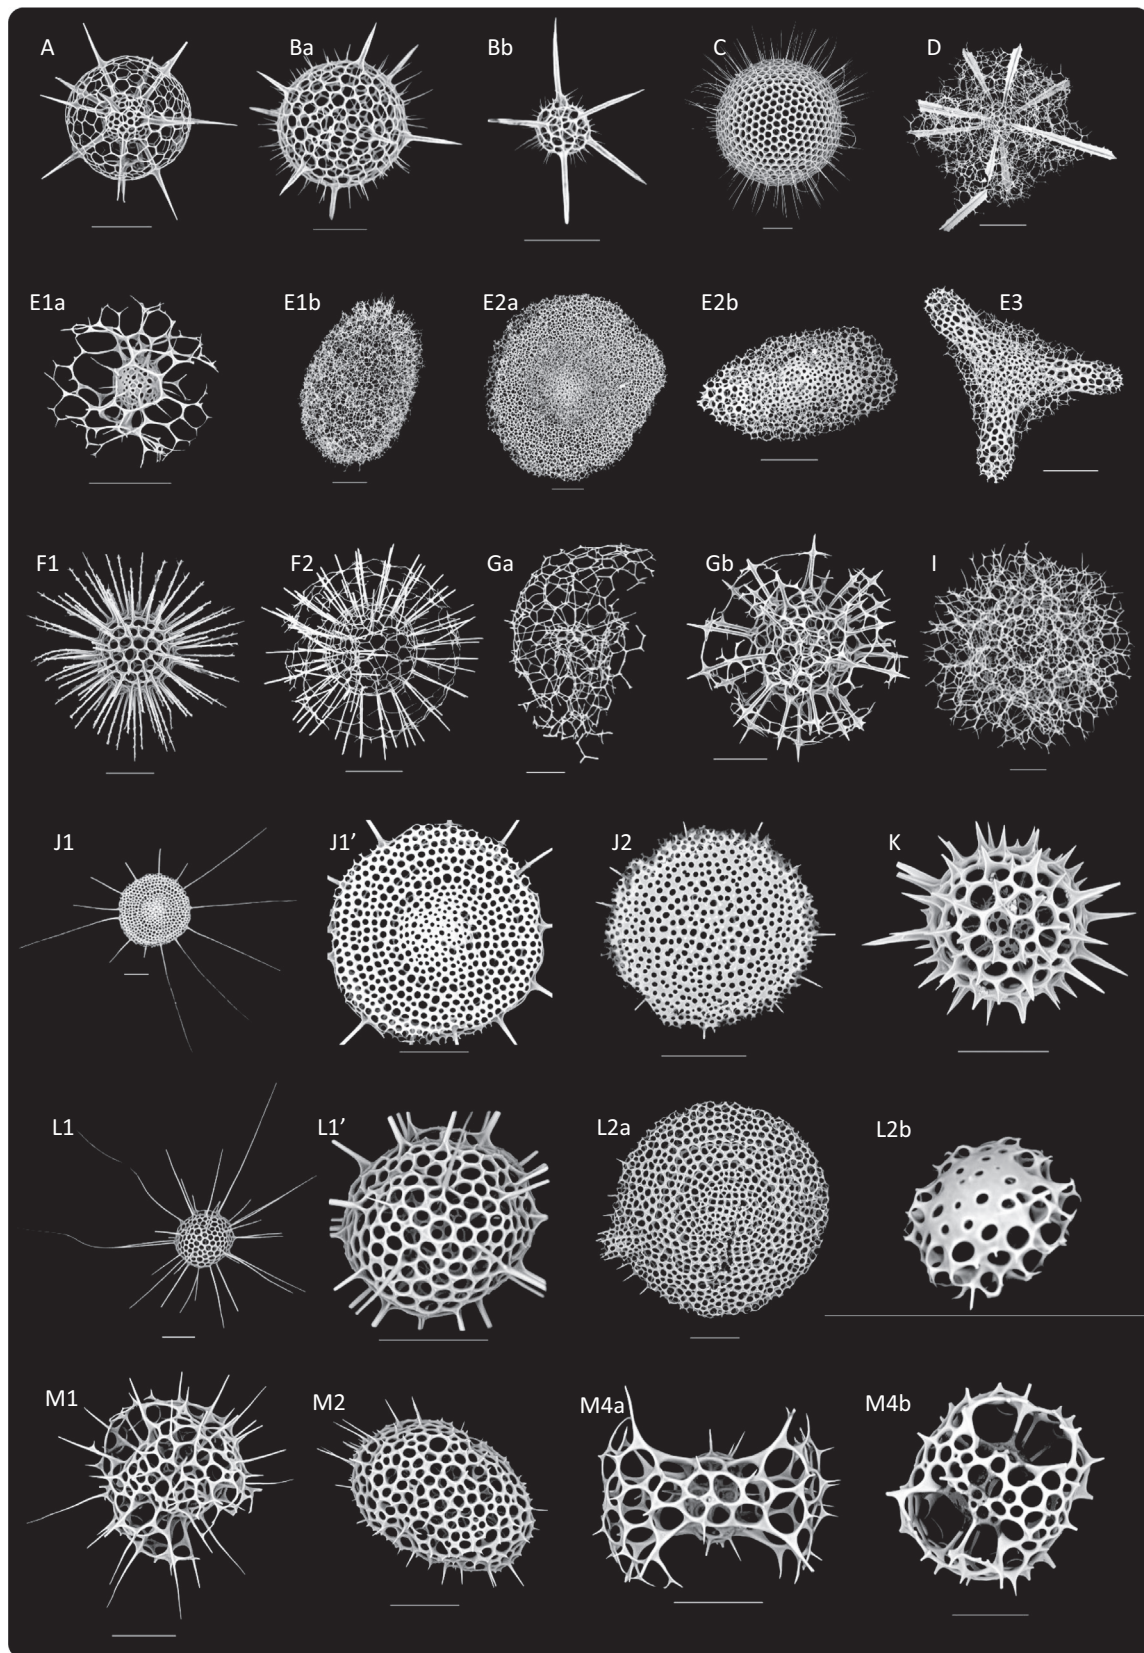 A Ba Bb C D
E1a E1b E2a E2b E3
F1 F2 Ga Gb I
J1 J1’ J2 K
L1 L1’ L2a L2b
M1 M2 M4a M4b